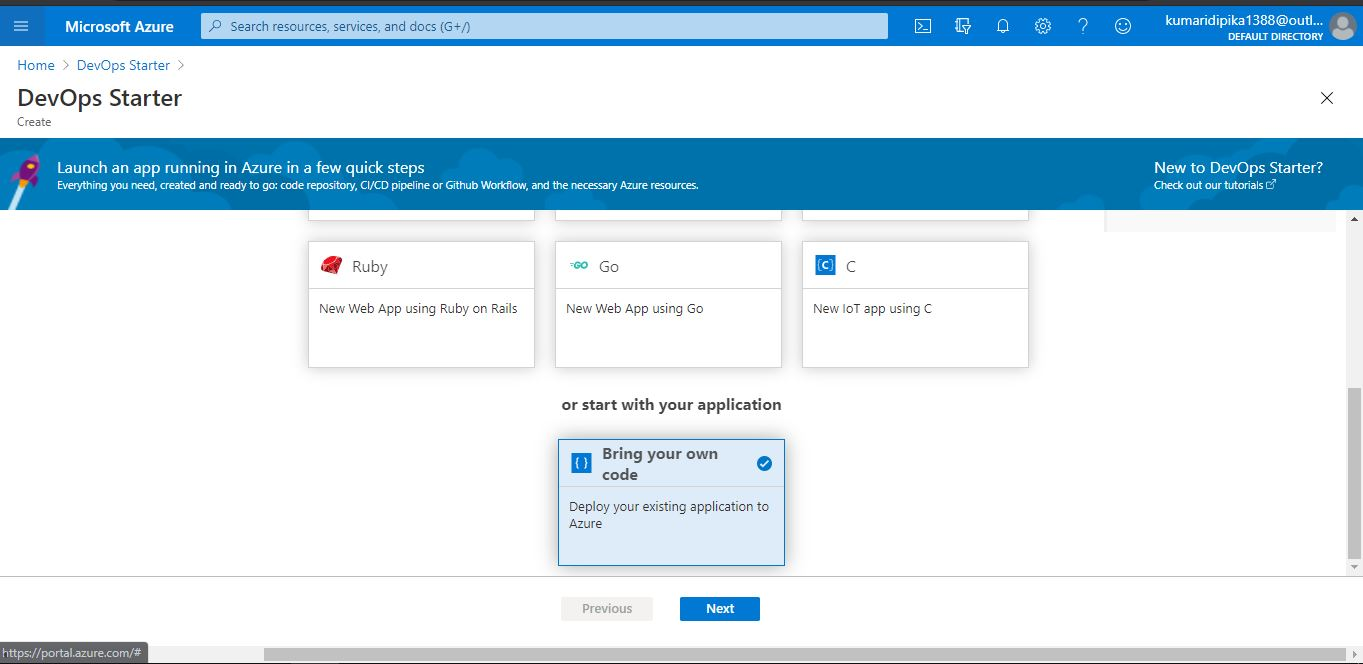 Microsoft Azure
Search resources, services, and docs (G+/)
kumaridipika1388@outl...
DEFAULT DIRECTORY
Home > DevOps Starter >
DevOps Starter
Create
Launch an app running in Azure in a few quick steps
Everything you need, created and ready to go: code repository, CI/CD pipeline or Github Workflow, and the necessary Azure resources.
New to DevOps Starter?
Check out our tutorials
Ruby
New Web App using Ruby on Rails
GO
Go
New Web App using Go
[C]
C
New IoT app using C
or start with your application
{ }
Bring your own
code
Deploy your existing application to
Azure
Previous
Next
https://portal.azure.com/#